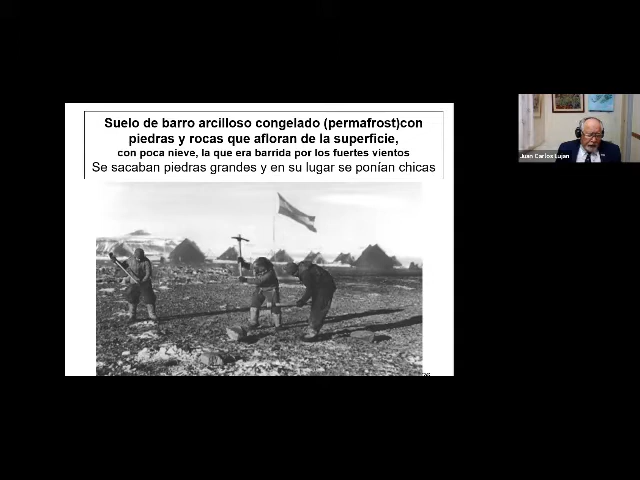 Suelo de barro arcilloso congelado (permafrost)con
piedras y rocas que afloran de la superficie,
con poca nieve, la que era barrida por los fuertes vientos
Se sacaban piedras grandes y en su lugar se ponían chicas
Juan Carlos Lujan